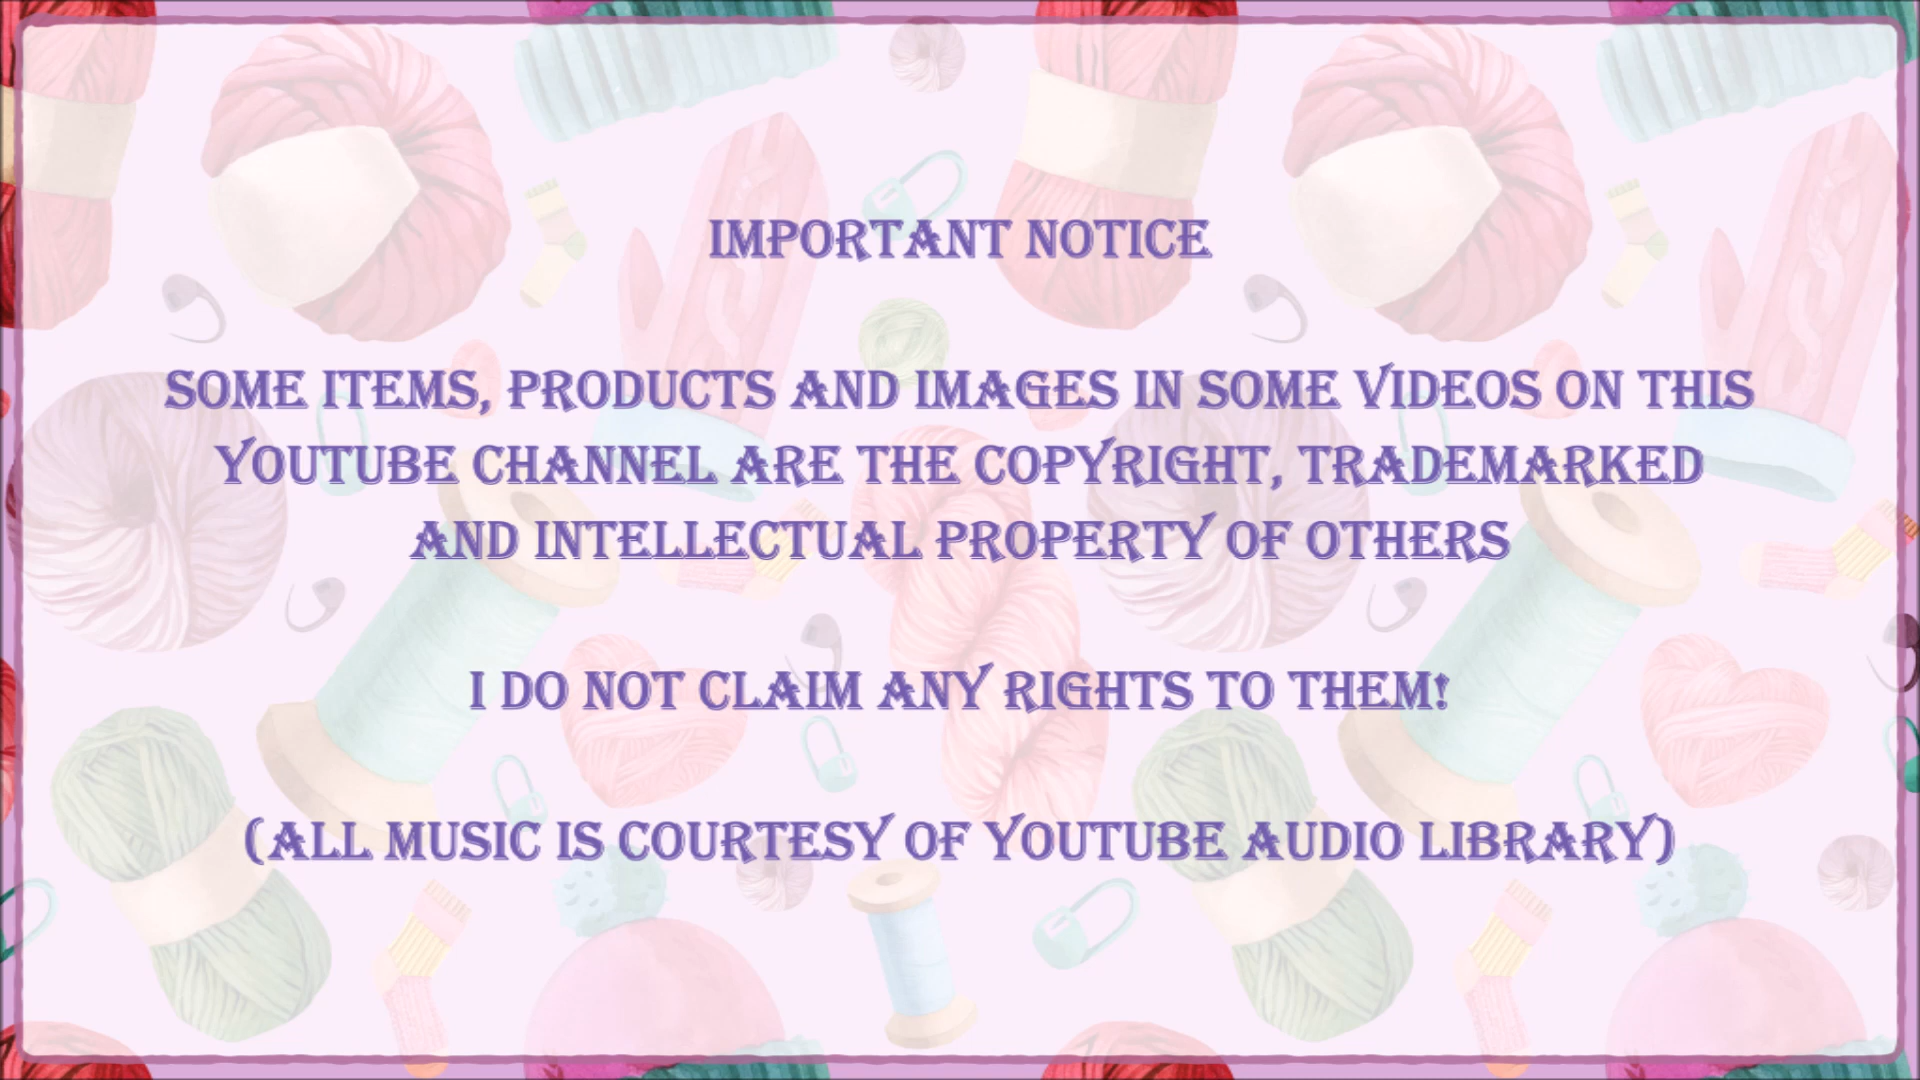 IMPORTANT NOTICE
SOME ITEMS, PRODUCTS AND IMAGES IN SOME VIDEOS ON THIS
YOUTUBE CHANNEL ARE THE COPYRIGHT, TRADEMARKED
AND INTELLECTUAL PROPERTY OF OTHERS
I DO NOT CLAIM ANY RIGHTS TO THEM!
(ALL MUSIC IS COURTESY OF YOUTUBE AUDIO LIBRARY)